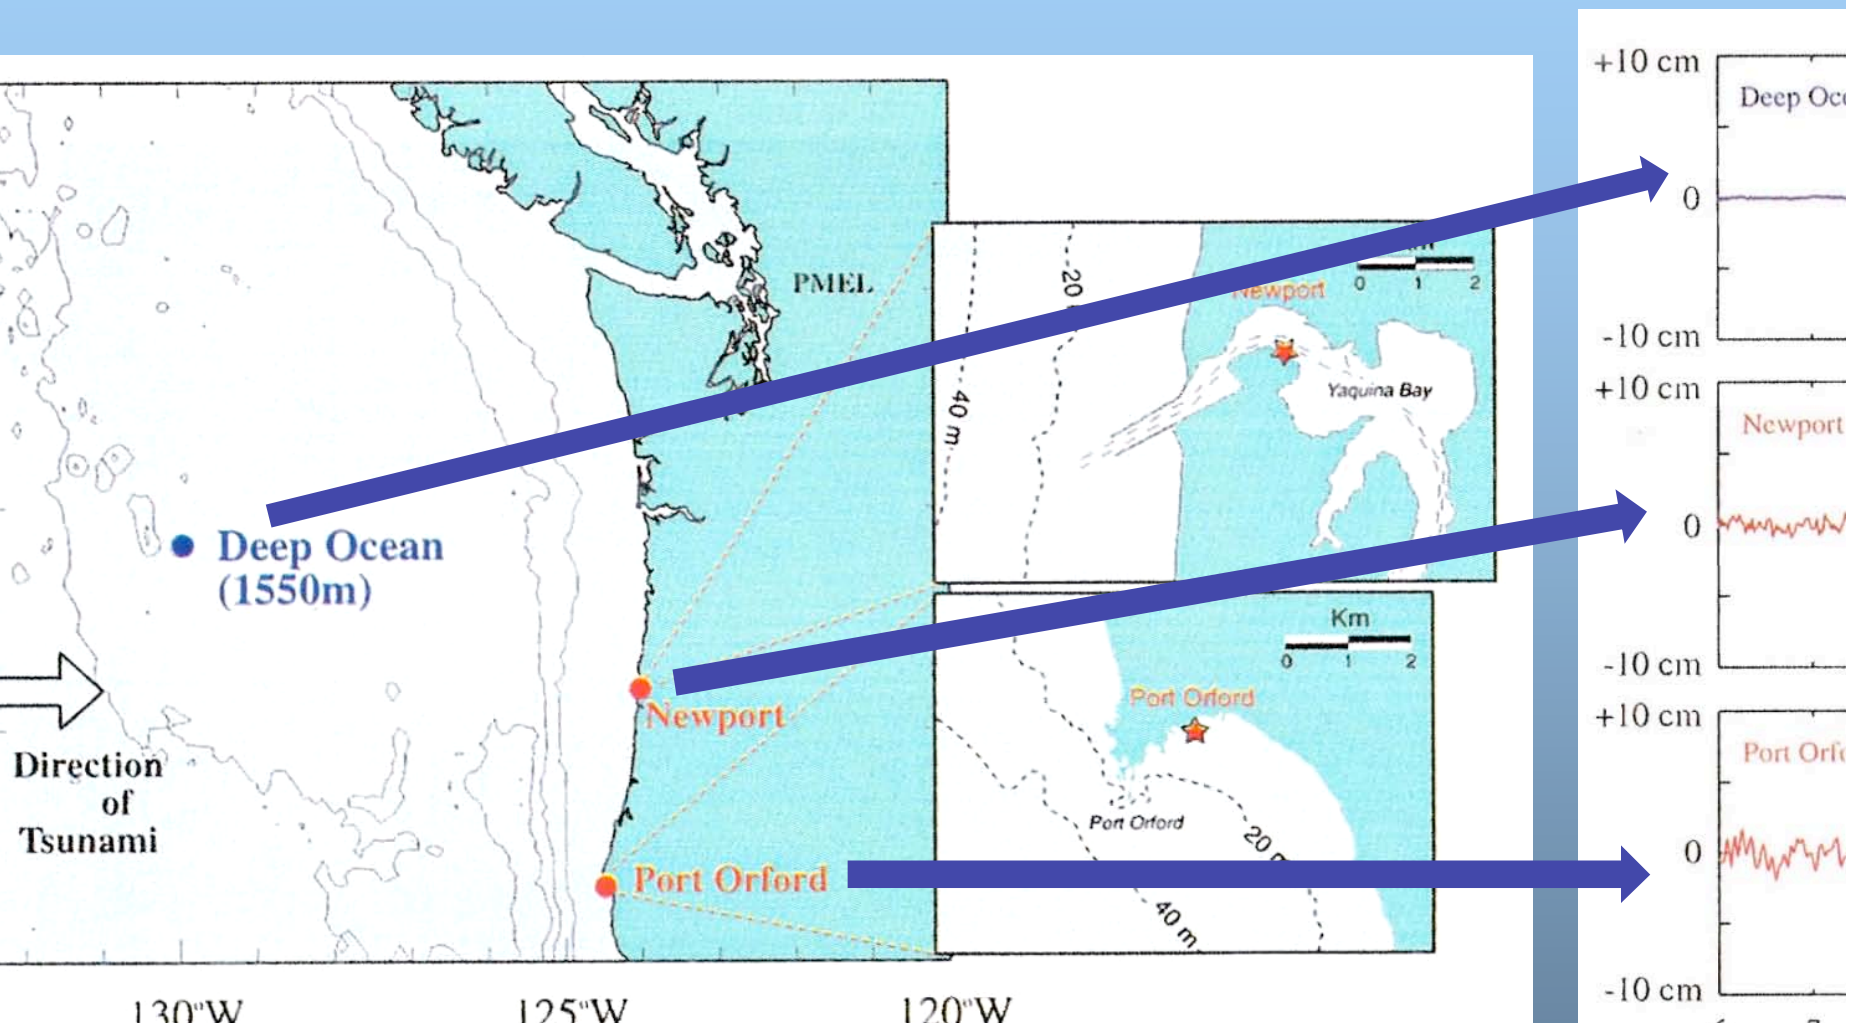 PMEL
Deep Ocean
(1550m)
Direction
of
Tsunami
Newport
Port Orford
130°W
125°W
120°W
20
40 m
Newport
0 1 2
Yaquina Bay
Km
0 1 2
Port Orford
Port Orford
20 m
40 m
+10 cm
Deep Oc
0
-10 cm
+10 cm
Newport
0
-10 cm
+10 cm
Port Orf
0
-10 cm